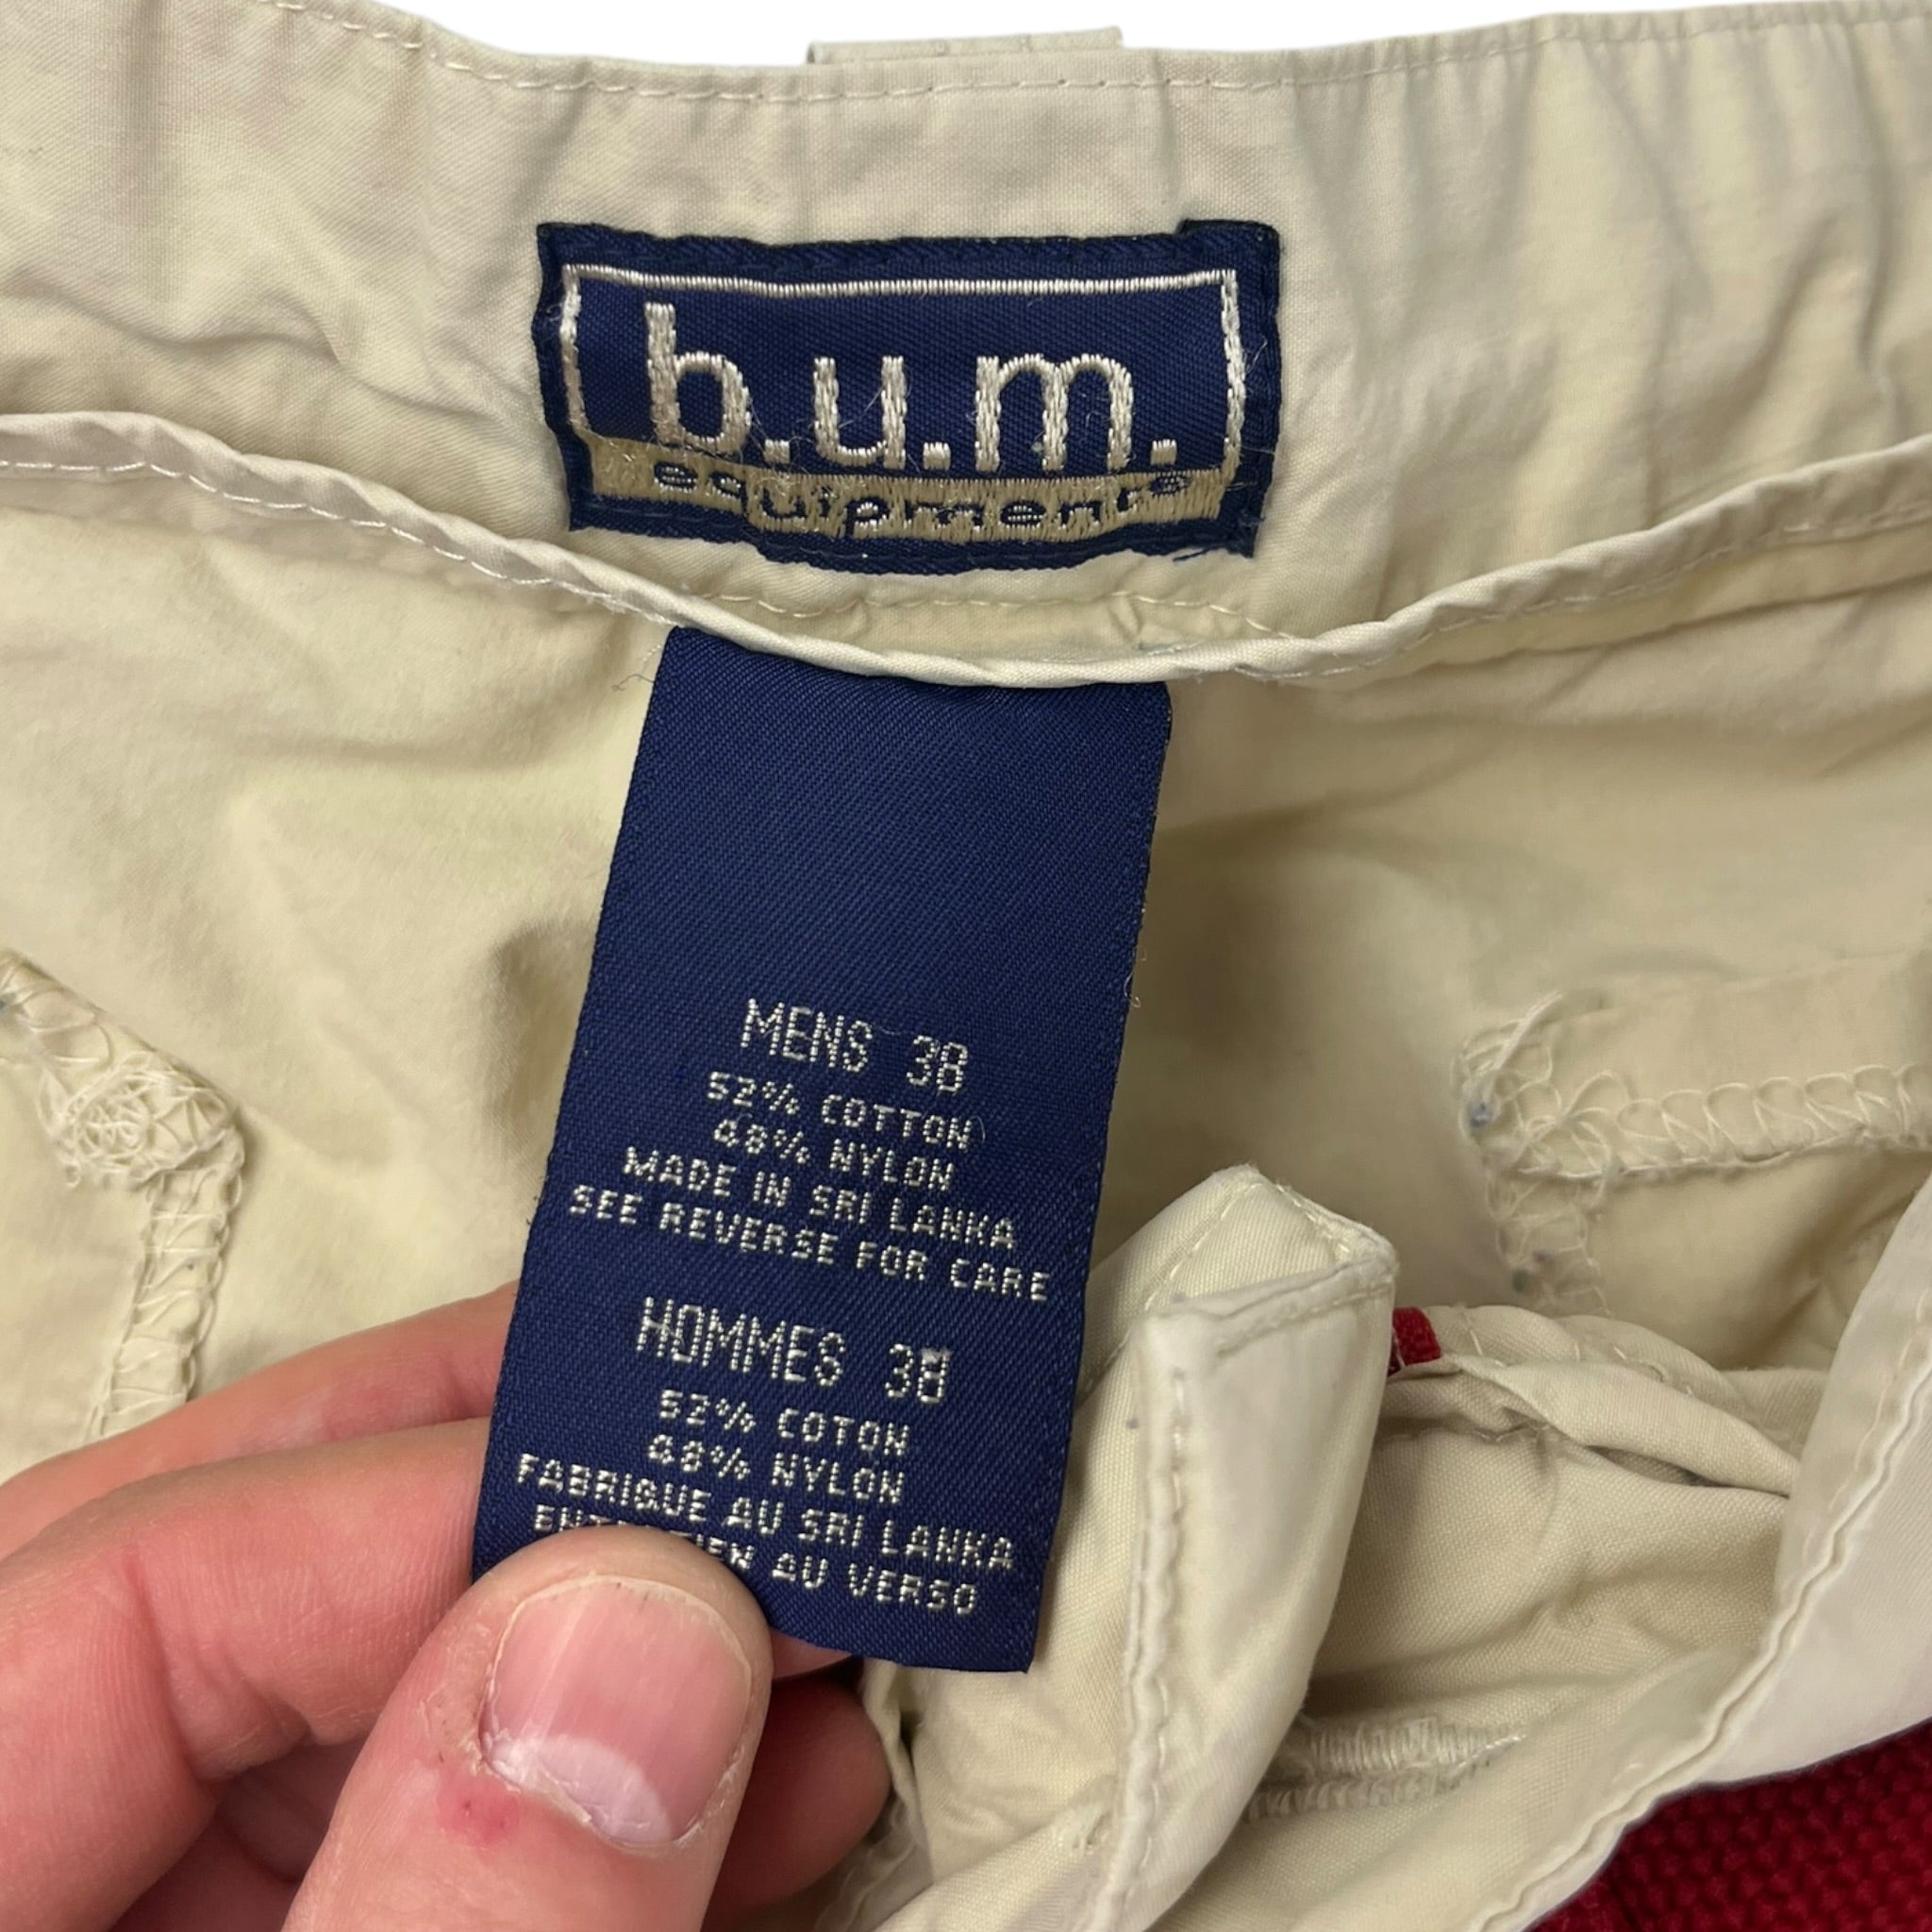 b.u.m.
equipment®
MENS 38
52% COTTON
48% NYLON
MADE IN SRI LANKA
SEE REVERSE FOR CARE
HOMMES 38
52% COTON
48% NYLON
FABRIQUE AU SRI LANKA
AU VERSO